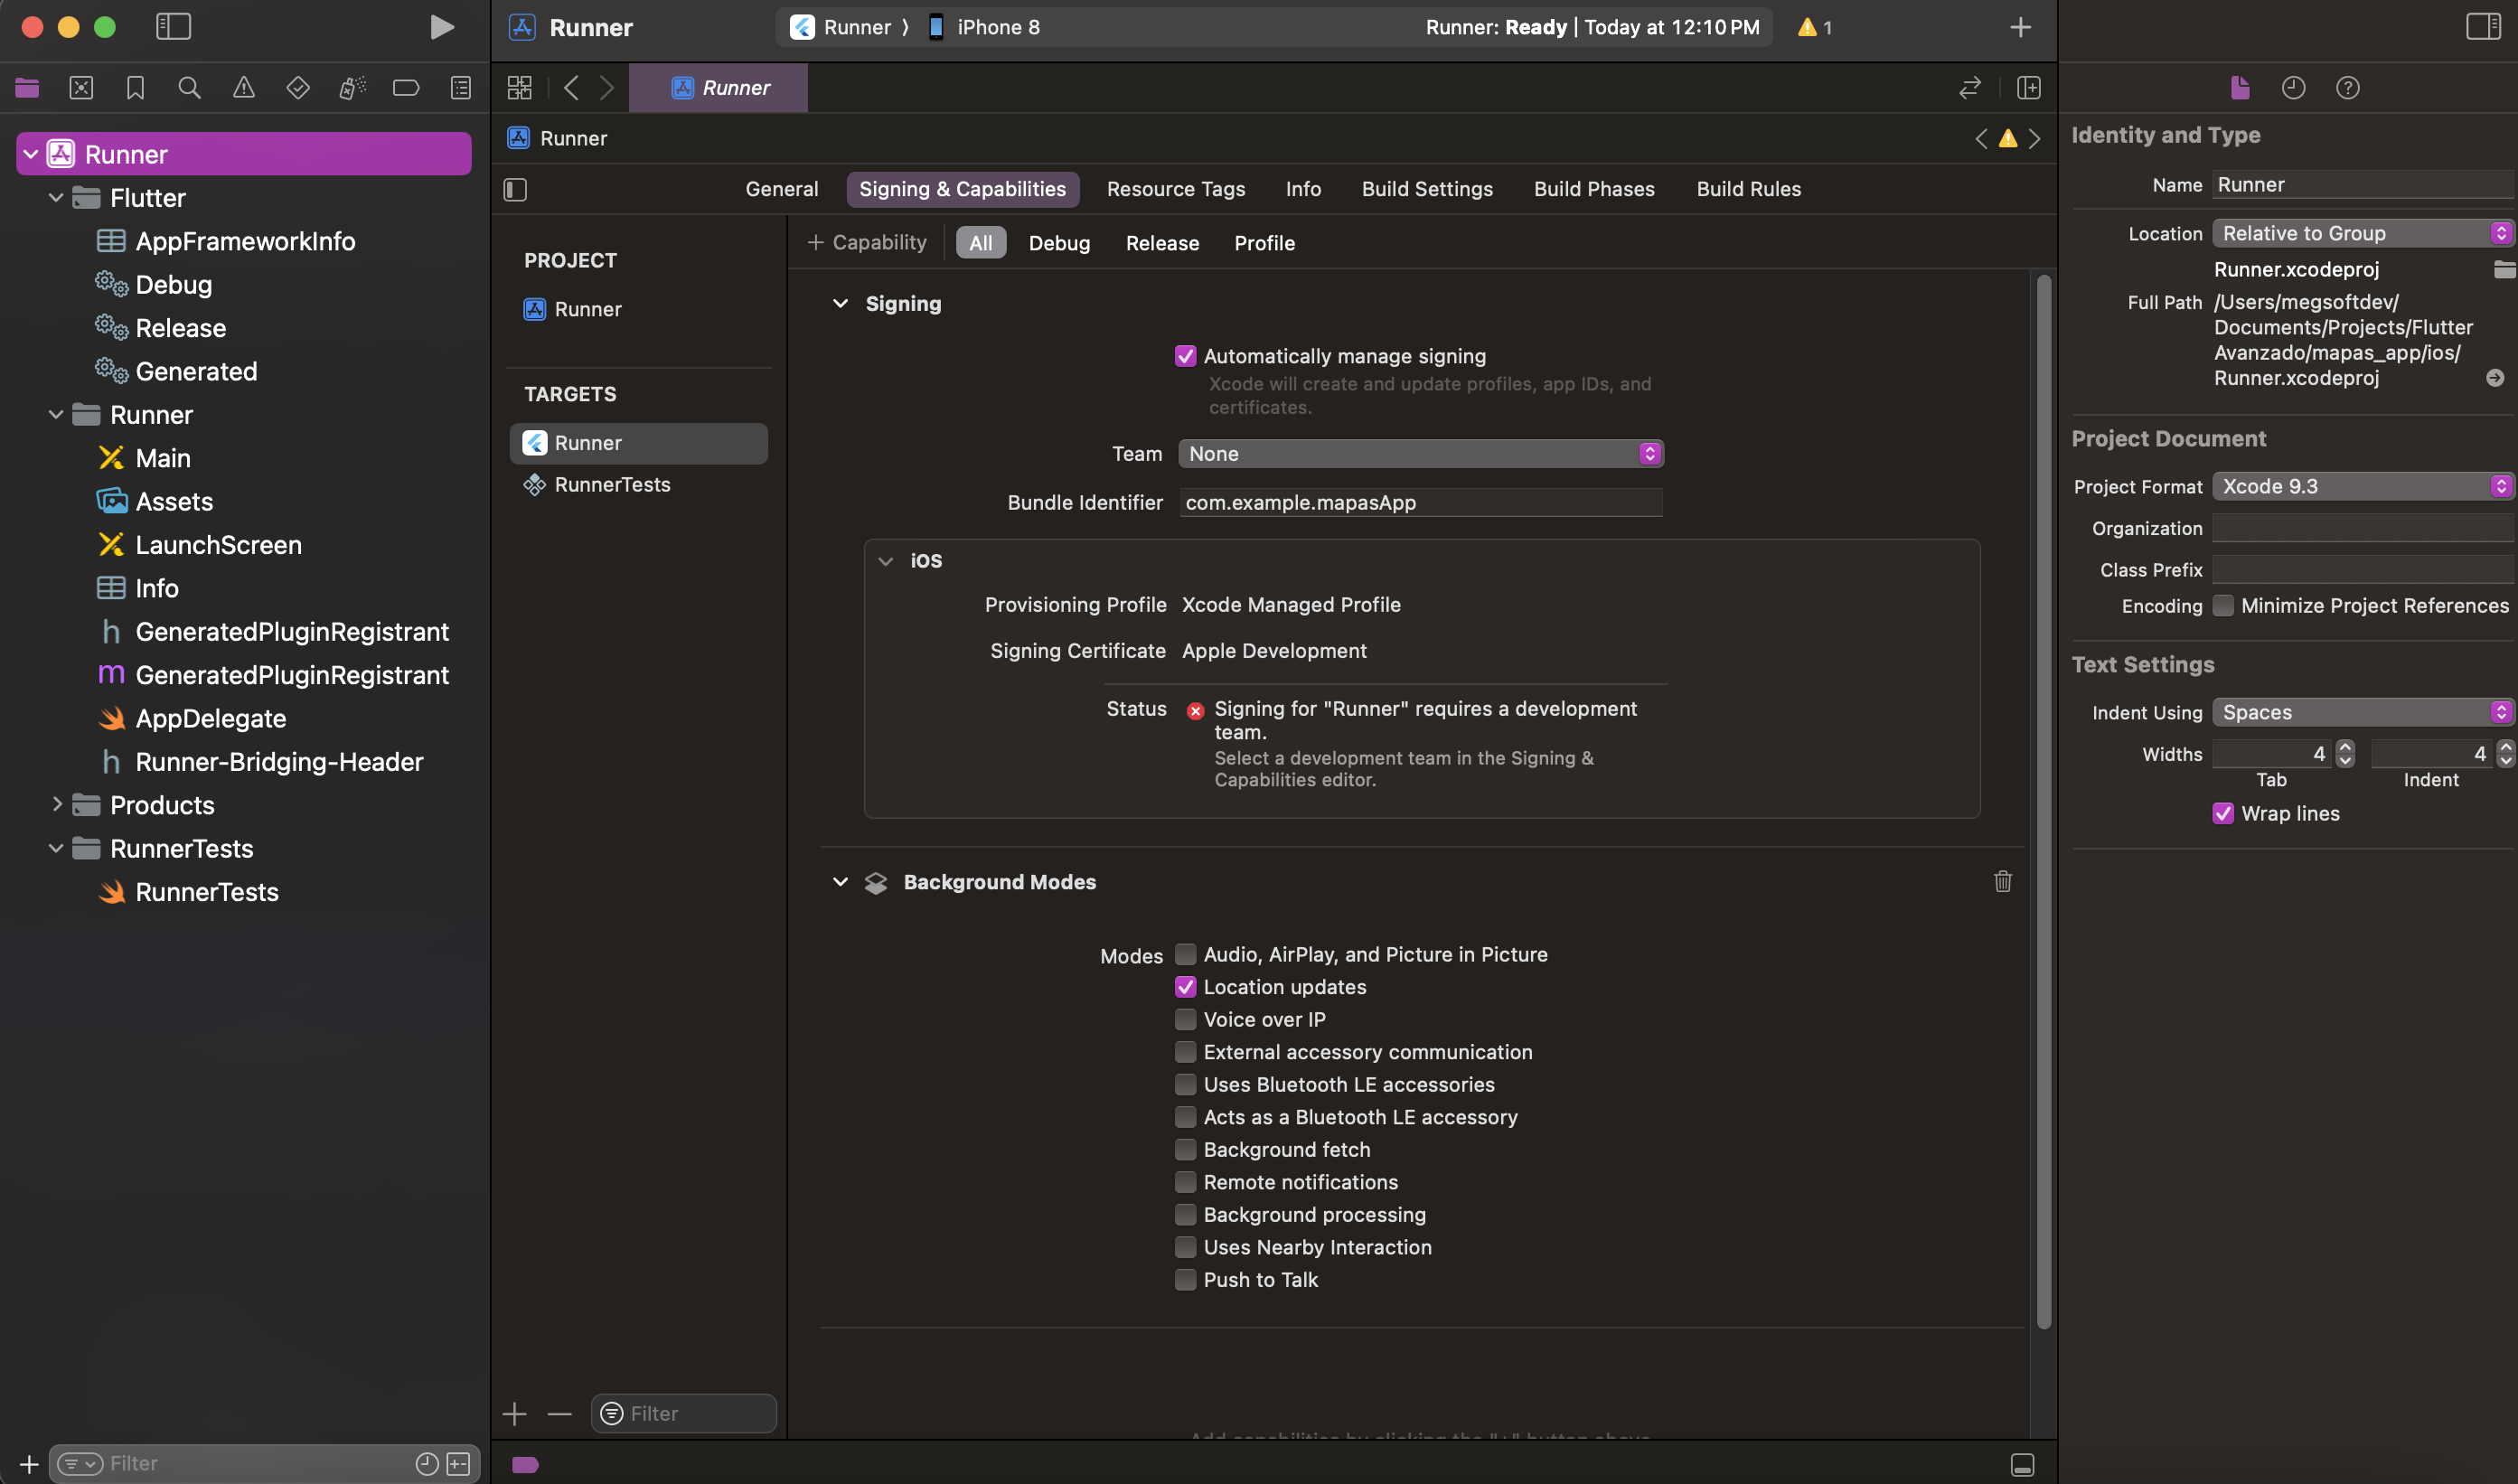 Runner
Runner
iPhone 8
Runner: Ready | Today at 12:10 PM
1
Runner
Runner
Flutter
AppFrameworkInfo
Debug
Release
Generated
Runner
Main
Assets
LaunchScreen
Info
GeneratedPluginRegistrant
GeneratedPluginRegistrant
AppDelegate
Runner-Bridging-Header
Products
RunnerTests
RunnerTests
Filter
Runner
General
Signing & Capabilities
Resource Tags
Info
Build Settings
Build Phases
Build Rules
PROJECT
Runner
TARGETS
Runner
RunnerTests
Filter
+ Capability
All
Debug
Release
Profile
Signing
Automatically manage signing
Xcode will create and update profiles, app IDs, and
certificates.
Team None
Bundle Identifier com.example.mapasApp
iOS
Provisioning Profile Xcode Managed Profile
Signing Certificate Apple Development
Status Signing for "Runner" requires a development
team.
Select a development team in the Signing &
Capabilities editor.
Background Modes
Modes Audio, AirPlay, and Picture in Picture
Location updates
Voice over IP
External accessory communication
Uses Bluetooth LE accessories
Acts as a Bluetooth LE accessory
Background fetch
Remote notifications
Background processing
Uses Nearby Interaction
Push to Talk
Add capabilities by clicking the "+" button above.
Identity and Type
Name Runner
Location Relative to Group
Runner.xcodeproj
Full Path /Users/megsoftdev/
Documents/Projects/Flutter
Avanzado/mapas_app/ios/
Runner.xcodeproj
Project Document
Project Format Xcode 9.3
Organization
Class Prefix
Encoding Minimize Project References
Text Settings
Indent Using Spaces
Widths 4 4
Tab Indent
Wrap lines